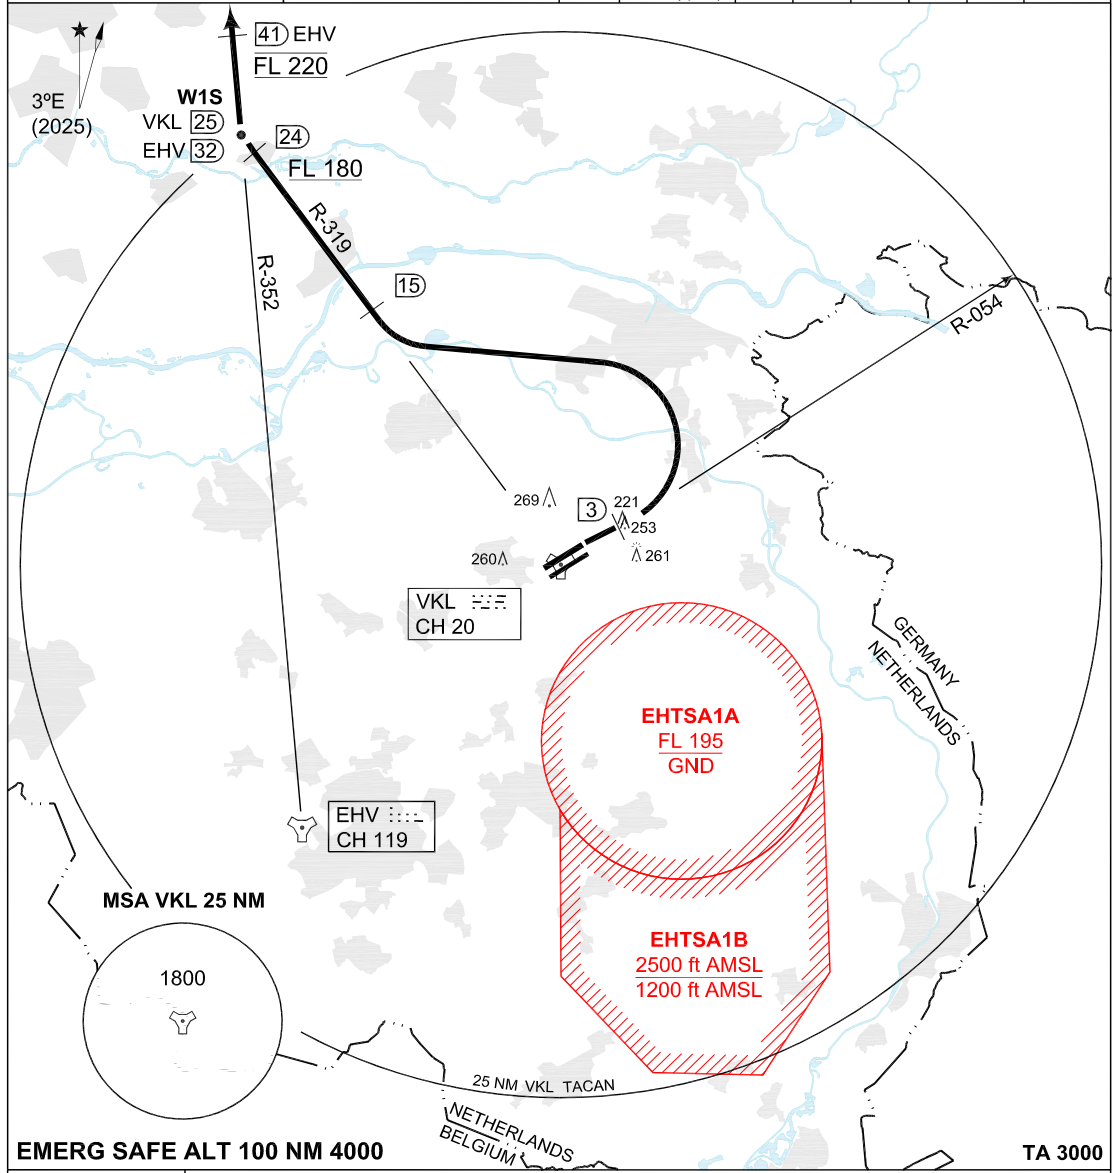 41 EHV
FL 220
3ºE
(2025)
W1S
VKL 25
EHV 32
24
FL 180
R-319
R-352
15
R-054
269
3
221
253
260
261
VKL
CH 20
GERMANY
NETHERLANDS
EHTSA1A
FL 195
GND
EHV
CH 119
MSA VKL 25 NM
1800
EHTSA1B
2500 ft AMSL
1200 ft AMSL
25 NM VKL TACAN
NETHERLANDS
BELGIUM
EMERG SAFE ALT 100 NM 4000
TA 3000